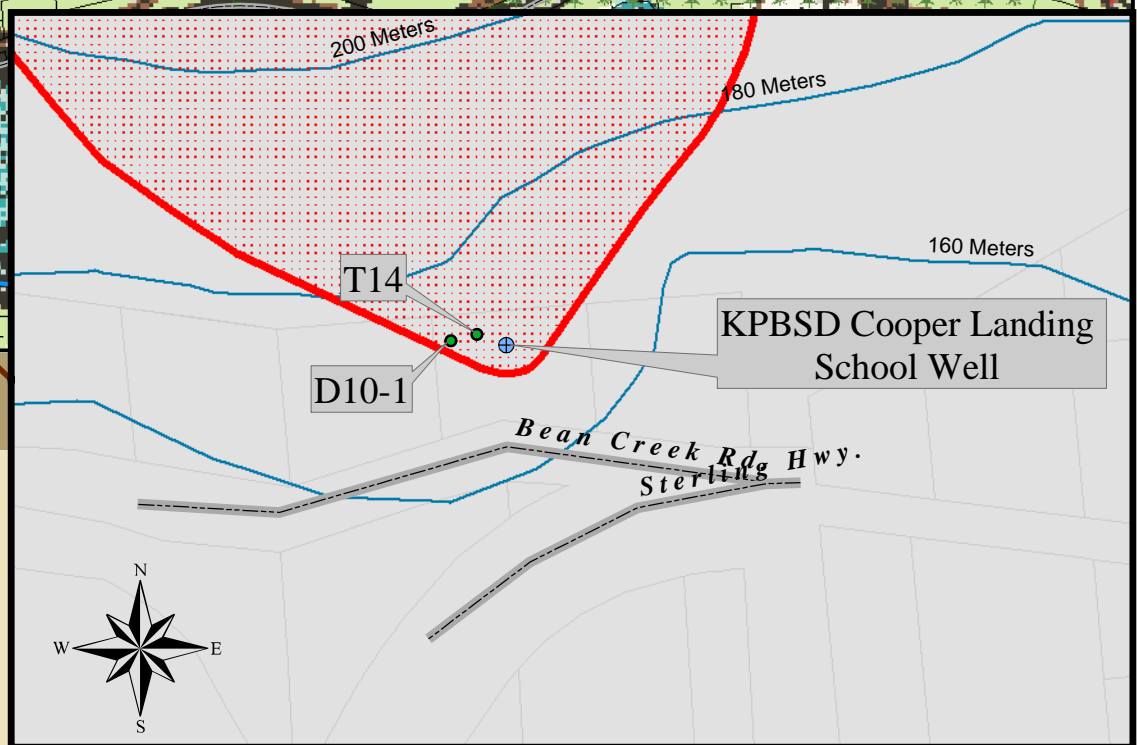 200 Meters
180 Meters
160 Meters
T14
KPBSD Cooper Landing
School Well
D10-1
Bean Creek Rd.
Sterling Hwy.
N
W
E
S